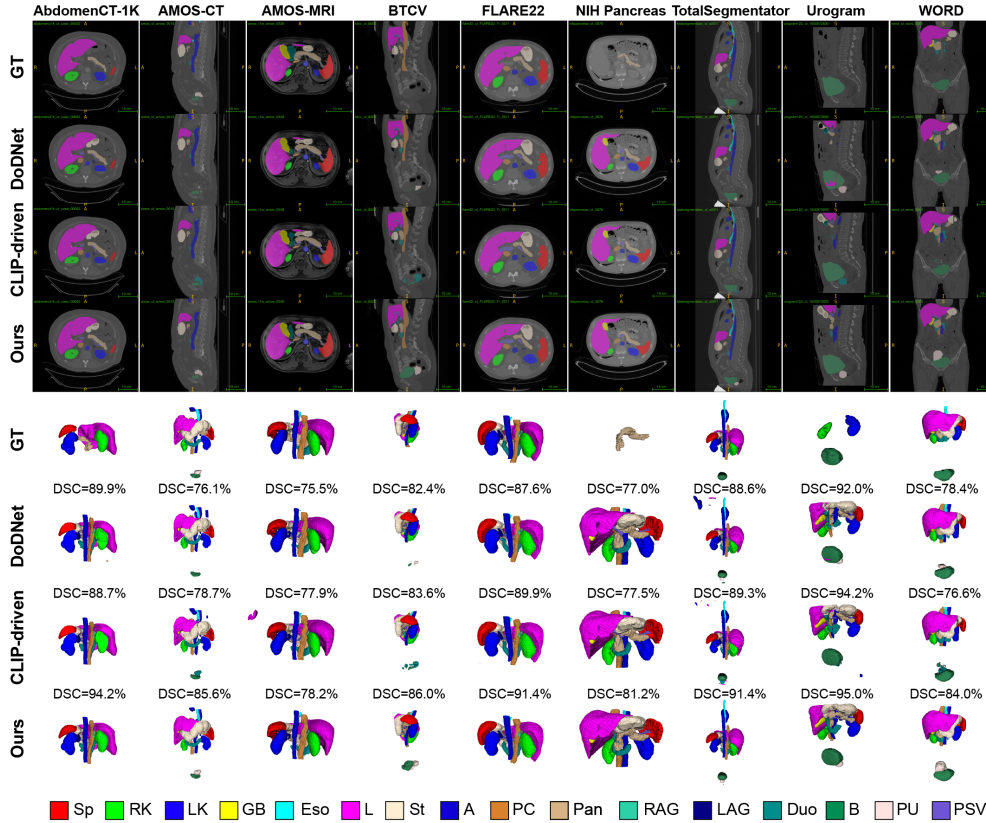 AbdomenCT-1K AMOS-CT AMOS-MRI BTCV FLARE22 NIH Pancreas TotalSegmentator Urogram WORD
GT
DoDNet
CLIP-driven
Ours
GT
DSC=89.9% DSC=76.1% DSC=75.5% DSC=82.4% DSC=87.6% DSC=77.0% DSC=88.6% DSC=92.0% DSC=78.4%
DoDNet
DSC=88.7% DSC=78.7% DSC=77.9% DSC=83.6% DSC=89.9% DSC=77.5% DSC=89.3% DSC=94.2% DSC=76.6%
CLIP-driven
DSC=94.2% DSC=85.6% DSC=78.2% DSC=86.0% DSC=91.4% DSC=81.2% DSC=91.4% DSC=95.0% DSC=84.0%
Ours
Sp RK LK GB Eso L St A PC Pan RAG LAG Duo B PU PSV